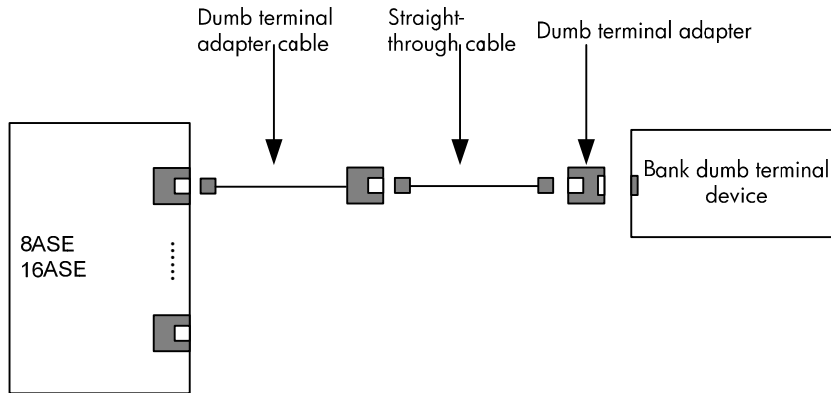 Dumb terminal
adapter cable
Straight-
through cable
Dumb terminal adapter
Bank dumb terminal
device
8ASE
16ASE